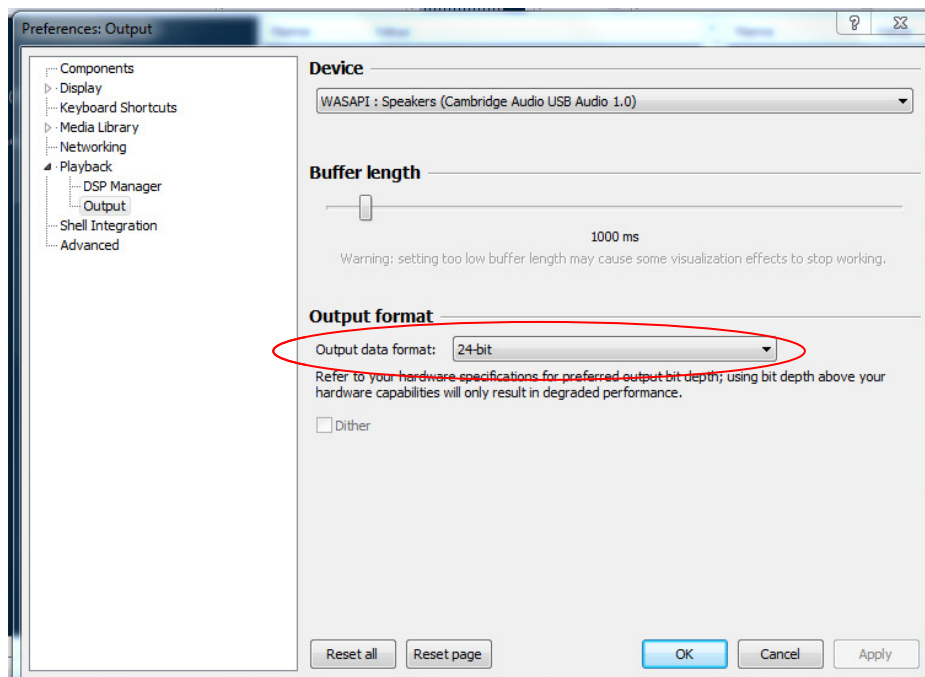 Preferences: Output
?
Components
Display
Keyboard Shortcuts
Media Library
Networking
Playback
DSP Manager
Output
Shell Integration
Advanced
Device
WASAPI : Speakers (Cambridge Audio USB Audio 1.0)
Buffer length
1000 ms
Warning: setting too low buffer length may cause some visualization effects to stop working.
Output format
Output data format: 24-bit
Refer to your hardware specifications for preferred output bit depth; using bit depth above your
hardware capabilities will only result in degraded performance.
Dither
Reset all Reset page OK Cancel Apply